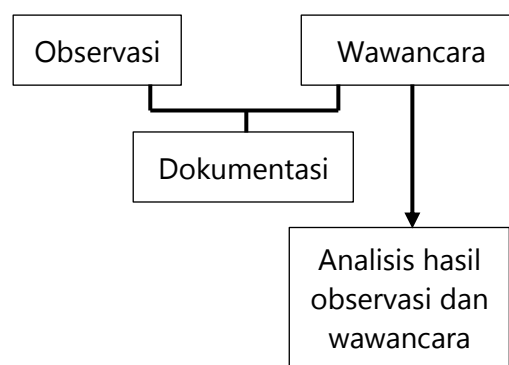 Observasi
Wawancara
Dokumentasi
Analisis hasil
observasi dan
wawancara